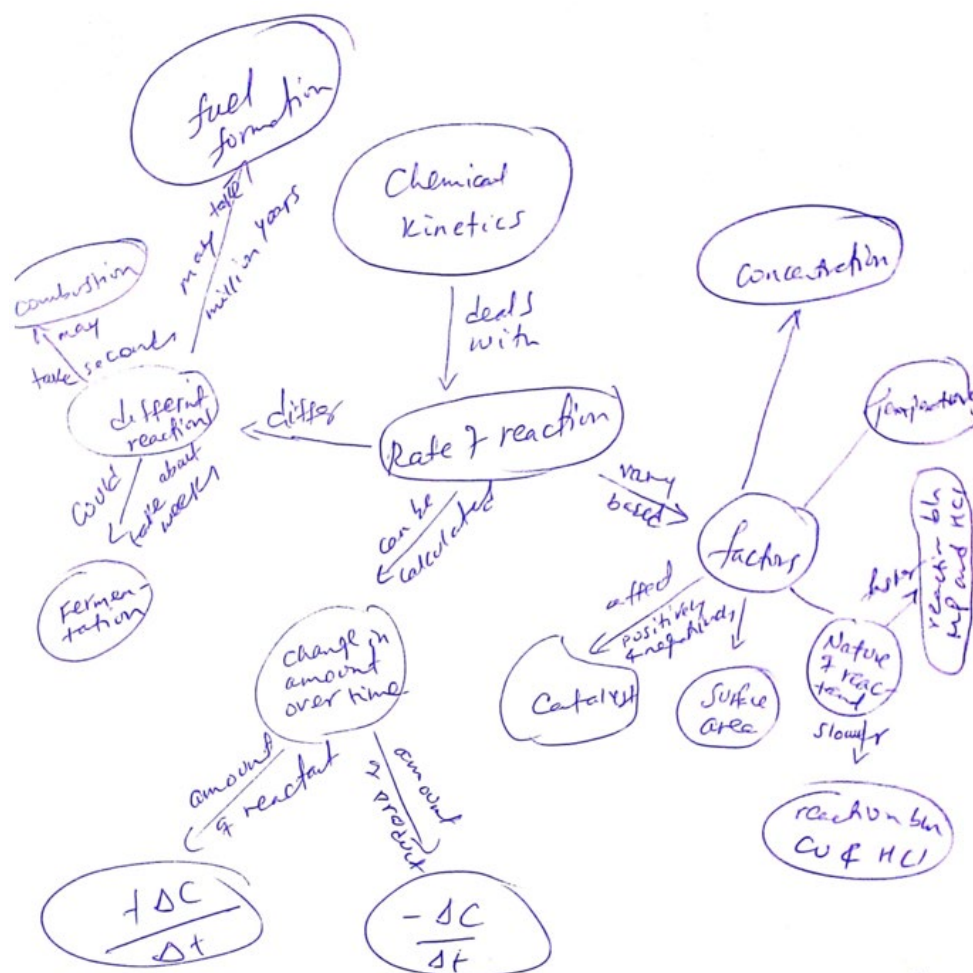 fuel
formation
Chemical
kinetics
concentration
combustion
may take
million years
may
take seconds
deals
with
different
reactions
differ
Rate of reaction
vary
based
factors
could
take about
weeks
can be
calculated
faster
reaction btn
and HCl
affect
positively
& negatively
Fermen-
tation
change in
amount
over time
Catalyst
Surface
area
Nature
of reac-
tant
slower
amount
of reactant
amount
of product
reaction btn
Cu & HCl
+ΔC
Δt
-ΔC
Δt